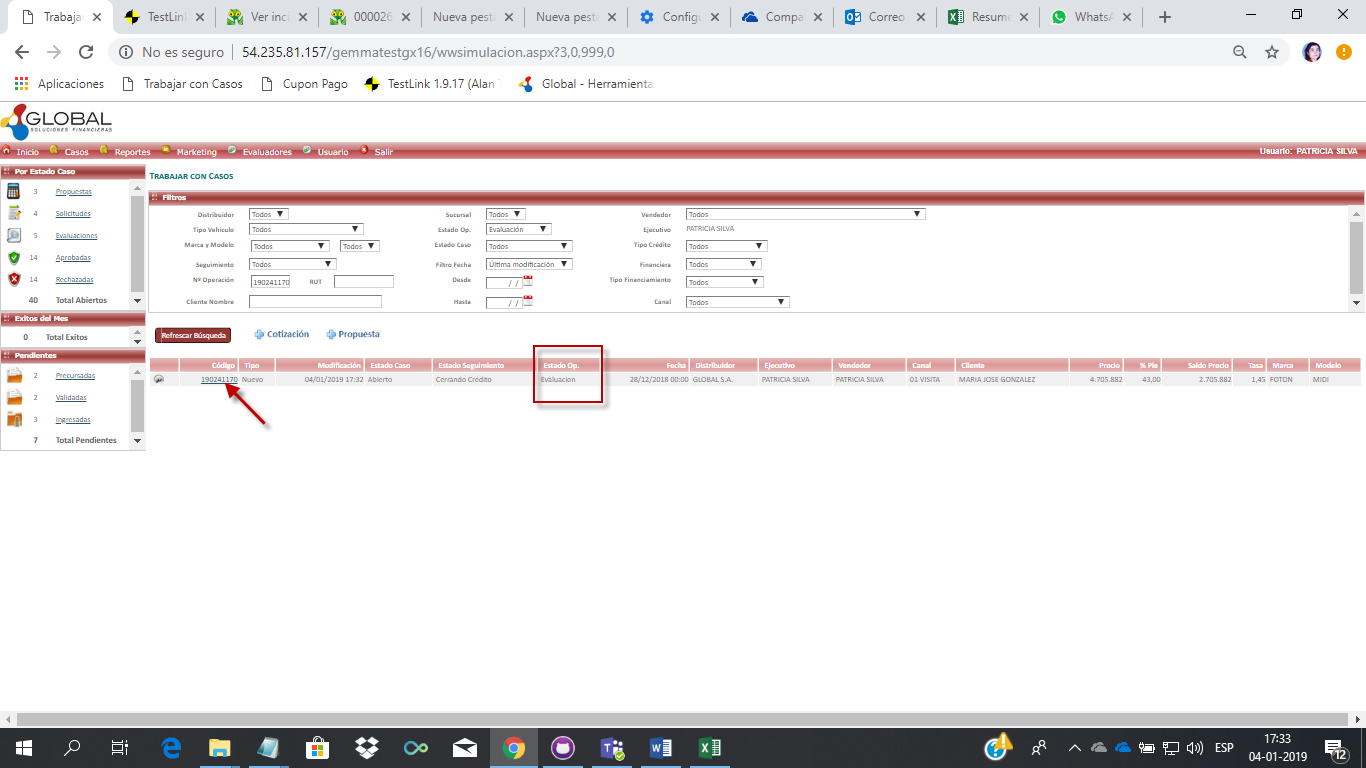 Trabaja
TestLink
Ver inci
000026
Nueva pest
Nueva pest
Configu
Compa
Correo
Resume
WhatsA
No es seguro
54.235.81.157/gemmatestgx16/wwsimulacion.aspx?3,0,999,0
Aplicaciones
Trabajar con Casos
Cupon Pago
TestLink 1.9.17 (Alan
Global - Herramienta
GLOBAL
SOLUCIONES FINANCIERAS
Inicio Casos Reportes Marketing Evaluadores Usuario Salir
Usuario: PATRICIA SILVA
Por Estado Caso
3 Propuestas
4 Solicitudes
5 Evaluaciones
14 Aprobadas
14 Rechazadas
40 Total Abiertos
Exitos del Mes
0 Total Exitos
Pendientes
2 Precursadas
2 Validadas
3 Ingresadas
7 Total Pendientes
TRABAJAR CON CASOS
Filtros
Distribuidor Todos Sucursal Todos Vendedor Todos
Tipo Vehiculo Todos Estado Op. Evaluación Ejecutivo PATRICIA SILVA
Marca y Modelo Todos Todos Estado Caso Todos Tipo Crédito Todos
Seguimiento Todos Filtro Fecha Última modificación Financiera Todos
Nº Operación 190241170 RUT Desde / / Tipo Financiamiento Todos
Cliente Nombre Hasta / / Canal Todos
Refrescar Búsqueda Cotización Propuesta
Código Tipo Modificación Estado Caso Estado Seguimiento Estado Op. Fecha Distribuidor Ejecutivo Vendedor Canal Cliente Precio % Pie Saldo Precio Tasa Marca Modelo
190241170 Nuevo 04/01/2019 17:32 Abierto Cerrando Crédito Evaluacion 28/12/2018 00:00 GLOBAL S.A. PATRICIA SILVA PATRICIA SILVA 01 VISITA MARIA JOSE GONZALEZ 4.705.882 43,00 2.705.882 1,45 FOTON MIDI
ESP
17:33
04-01-2019
12